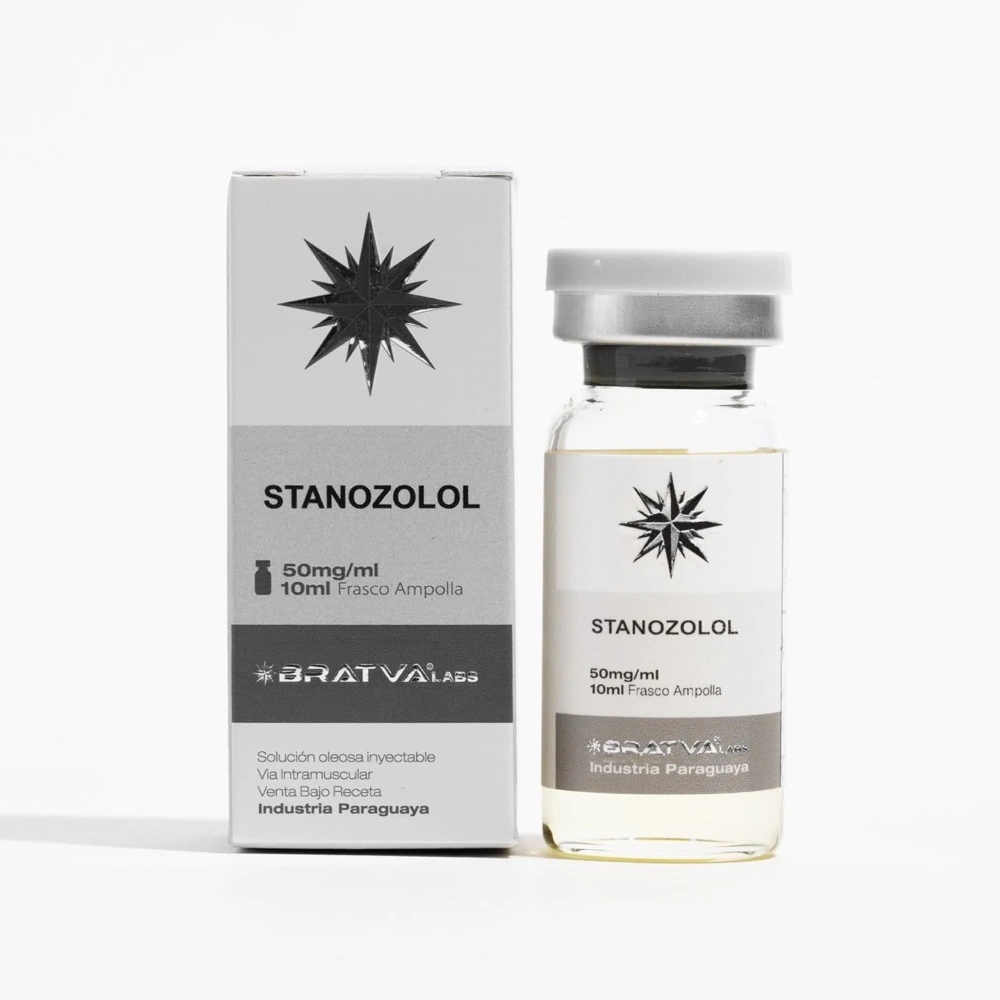 STANOZOLOL
50mg/ml
10ml Frasco Ampolla
BRATVA® LABS
Solución oleosa inyectable
Via Intramuscular
Venta Bajo Receta
Industria Paraguaya
STANOZOLOL
50mg/ml
10ml Frasco Ampolla
BRATVA® LABS
Industria Paraguaya